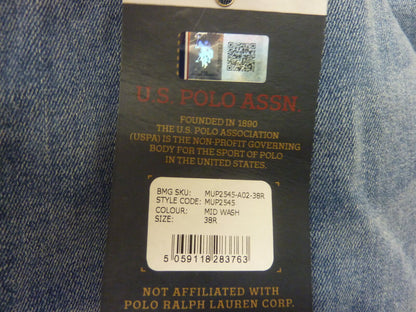 U.S. POLO ASSN.
FOUNDED IN 1890
THE U.S. POLO ASSOCIATION
(USPA) IS THE NON-PROFIT GOVERNING
BODY FOR THE SPORT OF POLO
IN THE UNITED STATES.
BMG SKU: MUP2545-A02-38R
STYLE CODE: MUP2545
COLOUR: MID WASH
SIZE: 38R
5 059118 283763
NOT AFFILIATED WITH
POLO RALPH LAUREN CORP.